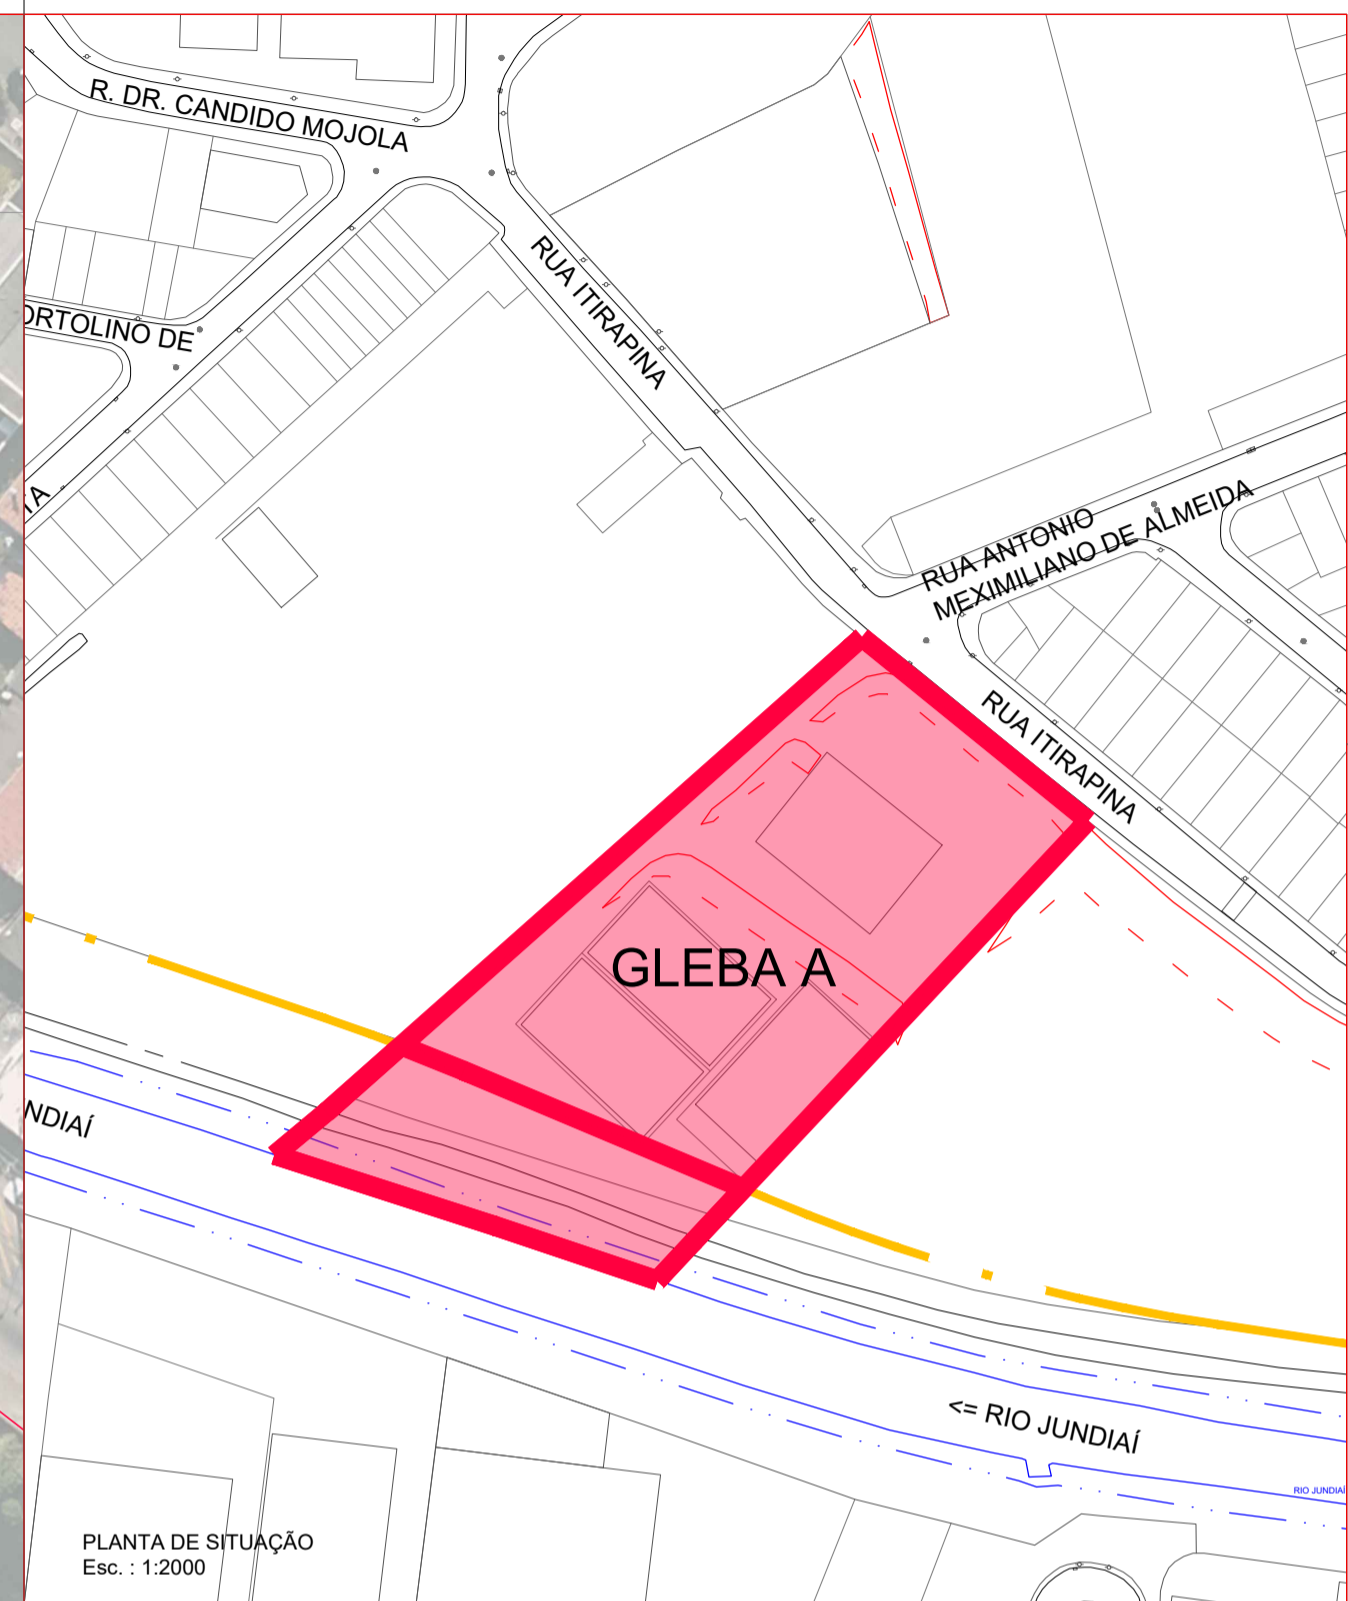 R. DR. CANDIDO MOJOLA
RUA ITIRAPINA
ORTOLINO DE
TA
RUA ANTONIO
MEXIMILIANO DE ALMEIDA
RUA ITIRAPINA
GLEBA A
NDIAÍ
<= RIO JUNDIAÍ
RIO JUNDIAÍ
PLANTA DE SITUAÇÃO
Esc. : 1:2000